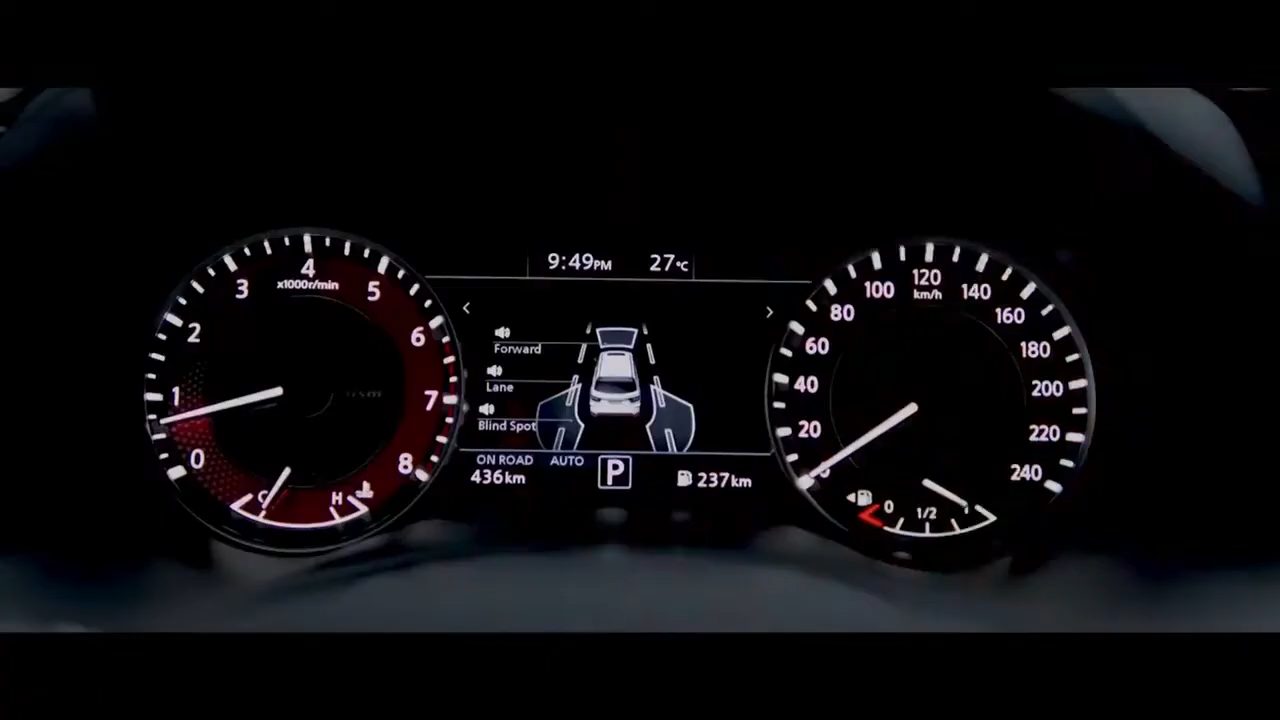 9:49PM 27°C
0
1
2
3
4
5
6
7
8
x1000r/min
C H
Forward
Lane
Blind Spot
ON ROAD AUTO
436km
P
237km
20
40
60
80
100
120
140
160
180
200
220
240
km/h
0 1/2 1